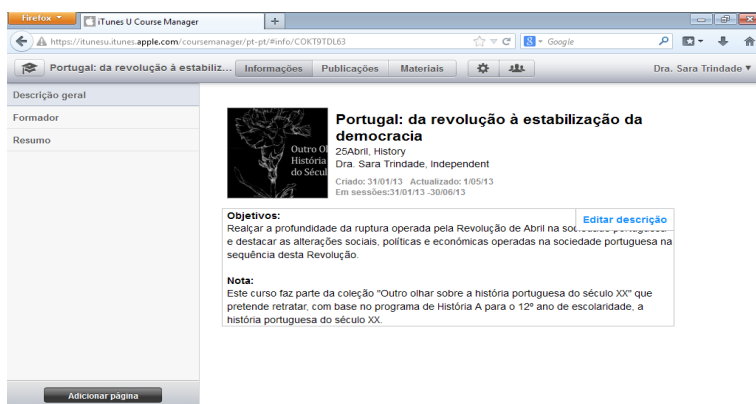 Firefox
iTunes U Course Manager
https://itunesu.itunes.apple.com/coursemanager/pt-pt/#info/COKT9TDL63
Google
Portugal: da revolução à estabiliz...
Informações
Publicações
Materiais
Dra. Sara Trindade
Descrição geral
Formador
Resumo
Outro Ol
História
do Sécul
Portugal: da revolução à estabilização da
democracia
25Abril, History
Dra. Sara Trindade, Independent
Criado: 31/01/13 Actualizado: 1/05/13
Em sessões:31/01/13 -30/06/13
Editar descrição
Objetivos:
Realçar a profundidade da ruptura operada pela Revolução de Abril na sociedade portuguesa
e destacar as alterações sociais, políticas e económicas operadas na sociedade portuguesa na
sequência desta Revolução.
Nota:
Este curso faz parte da coleção "Outro olhar sobre a história portuguesa do século XX" que
pretende retratar, com base no programa de História A para o 12º ano de escolaridade, a
história portuguesa do século XX.
Adicionar página